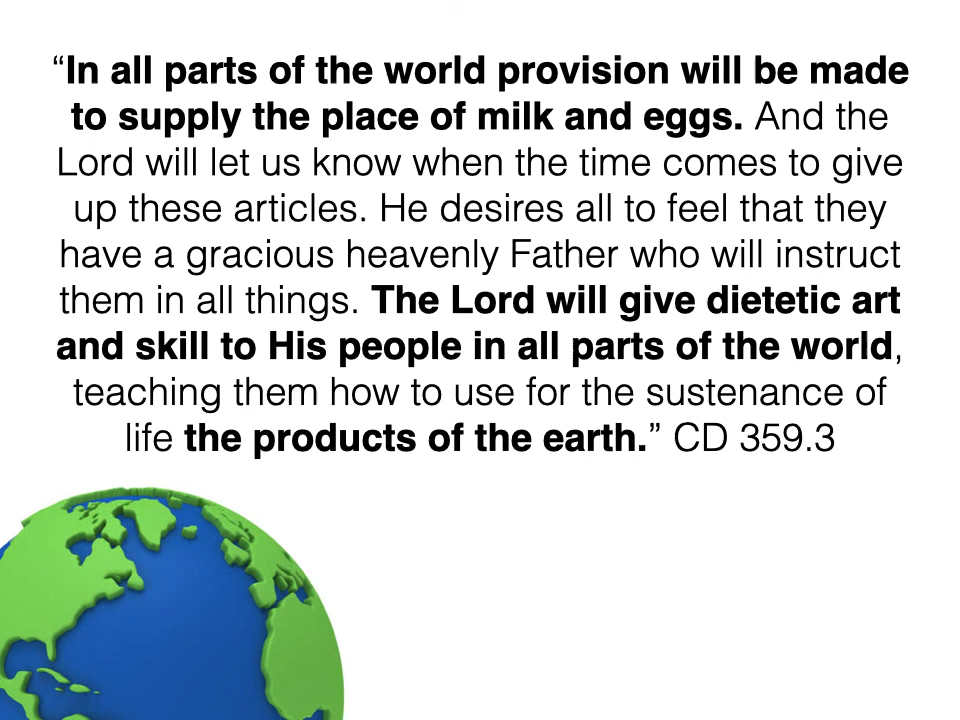 “In all parts of the world provision will be made
to supply the place of milk and eggs. And the
Lord will let us know when the time comes to give
up these articles. He desires all to feel that they
have a gracious heavenly Father who will instruct
them in all things. The Lord will give dietetic art
and skill to His people in all parts of the world,
teaching them how to use for the sustenance of
life the products of the earth.” CD 359.3